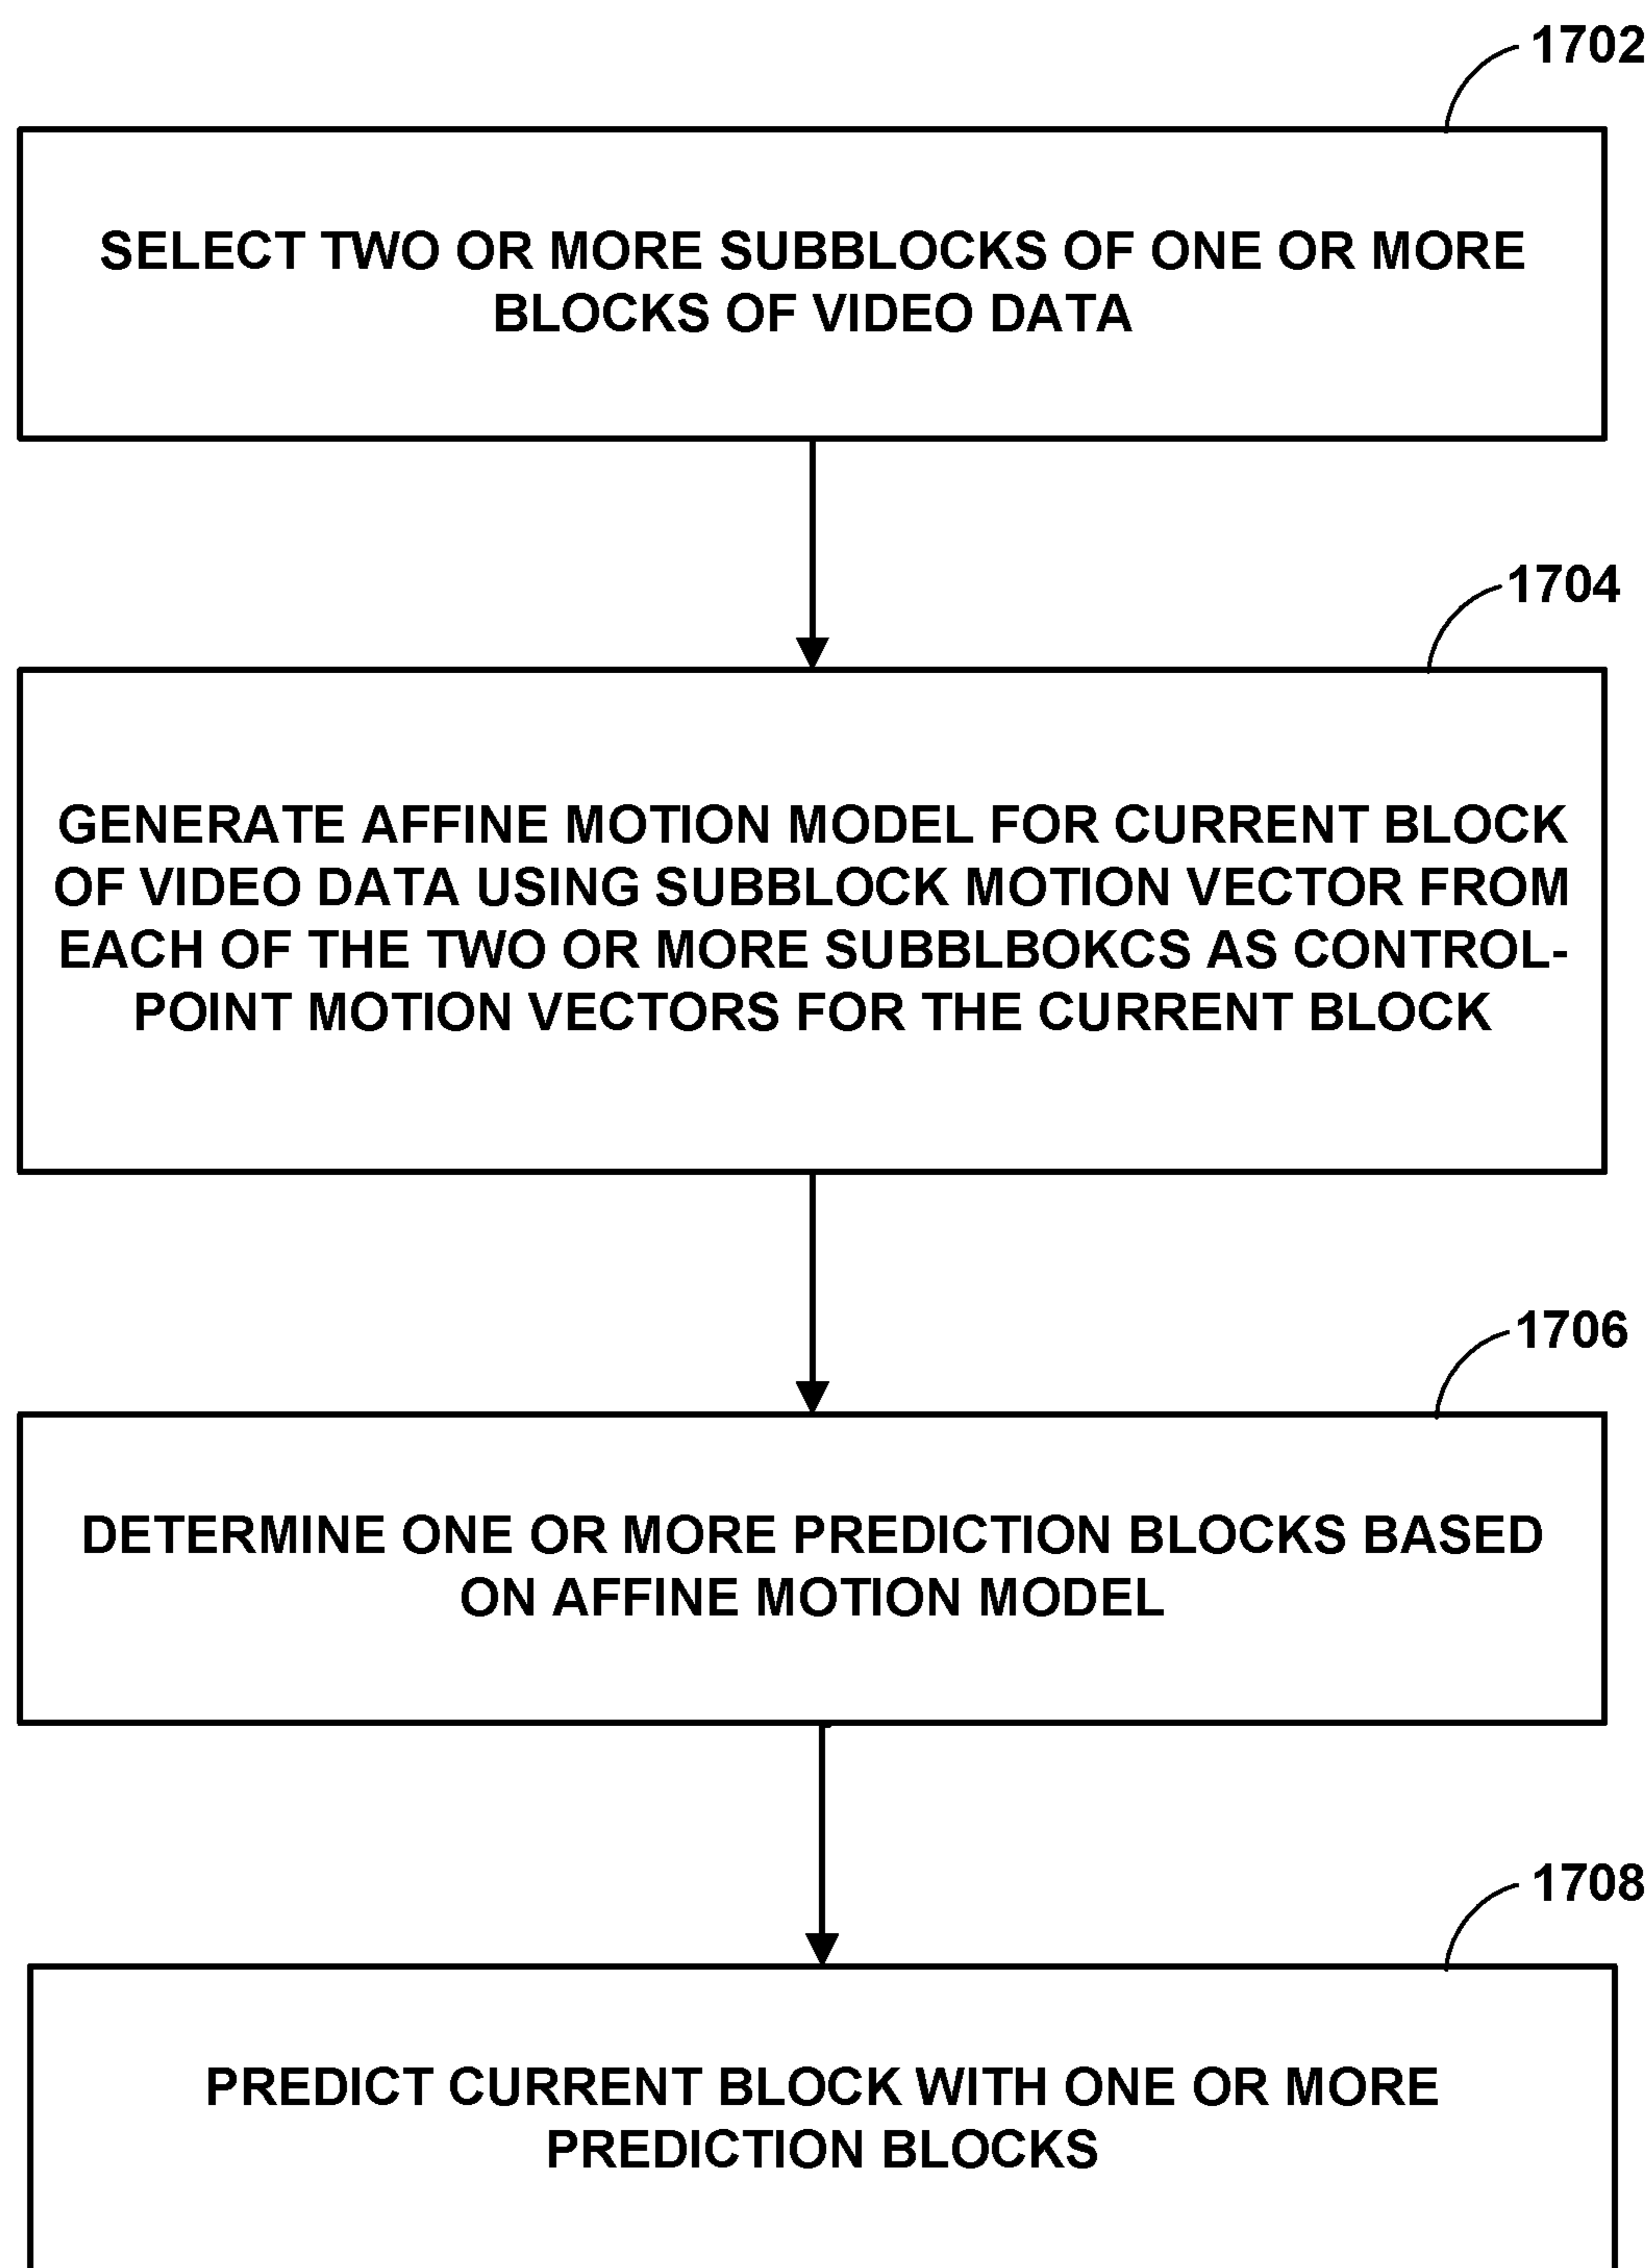 1702
SELECT TWO OR MORE SUBBLOCKS OF ONE OR MORE
BLOCKS OF VIDEO DATA
1704
GENERATE AFFINE MOTION MODEL FOR CURRENT BLOCK
OF VIDEO DATA USING SUBBLOCK MOTION VECTOR FROM
EACH OF THE TWO OR MORE SUBBLBOKCS AS CONTROL-
POINT MOTION VECTORS FOR THE CURRENT BLOCK
1706
DETERMINE ONE OR MORE PREDICTION BLOCKS BASED
ON AFFINE MOTION MODEL
1708
PREDICT CURRENT BLOCK WITH ONE OR MORE
PREDICTION BLOCKS